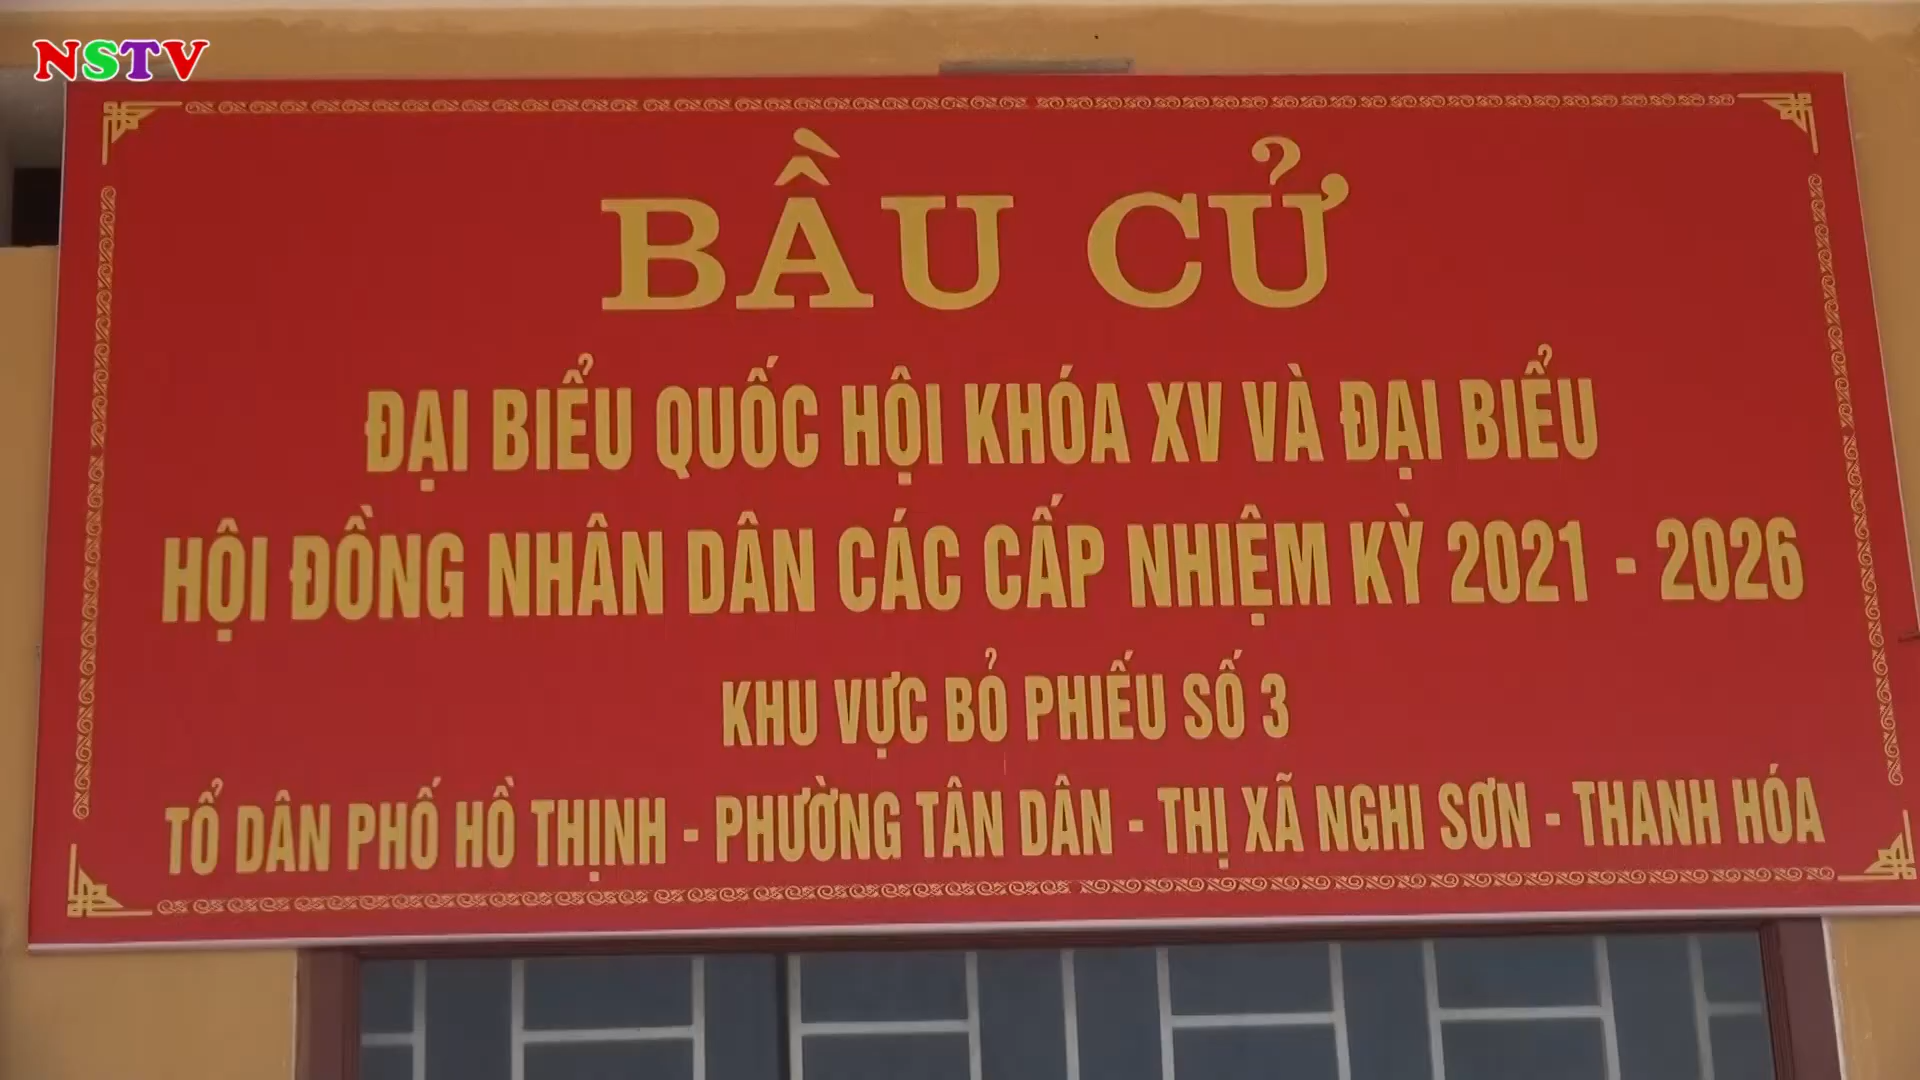 NSTV
BẦU CỬ
ĐẠI BIỂU QUỐC HỘI KHÓA XV VÀ ĐẠI BIỂU
HỘI ĐỒNG NHÂN DÂN CÁC CẤP NHIỆM KỲ 2021 - 2026
KHU VỰC BỎ PHIẾU SỐ 3
TỔ DÂN PHỐ HỒ THỊNH - PHƯỜNG TÂN DÂN - THỊ XÃ NGHI SƠN - THANH HÓA